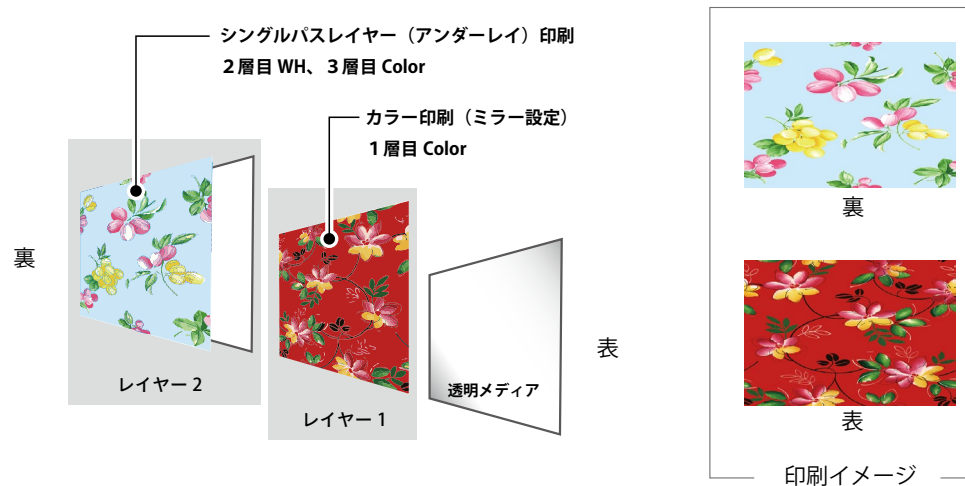 シングルパスレイヤー（アンダーレイ）印刷
２層目 WH、３層目 Color
カラー印刷（ミラー設定）
１層目 Color
裏
レイヤー 2
レイヤー 1
透明メディア
表
裏
表
印刷イメージ